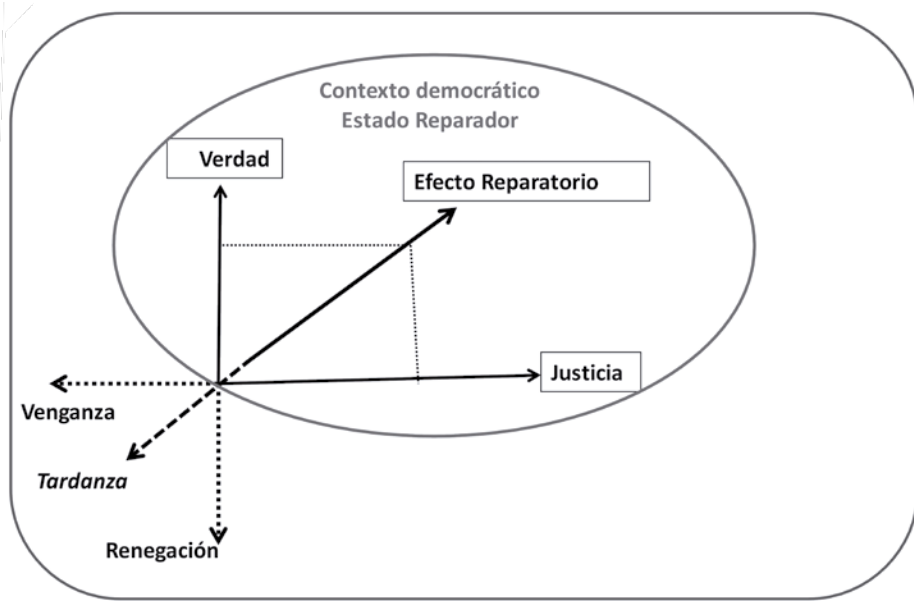 Contexto democrático
Estado Reparador
Verdad
Efecto Reparatorio
Justicia
Venganza
Tardanza
Renegación